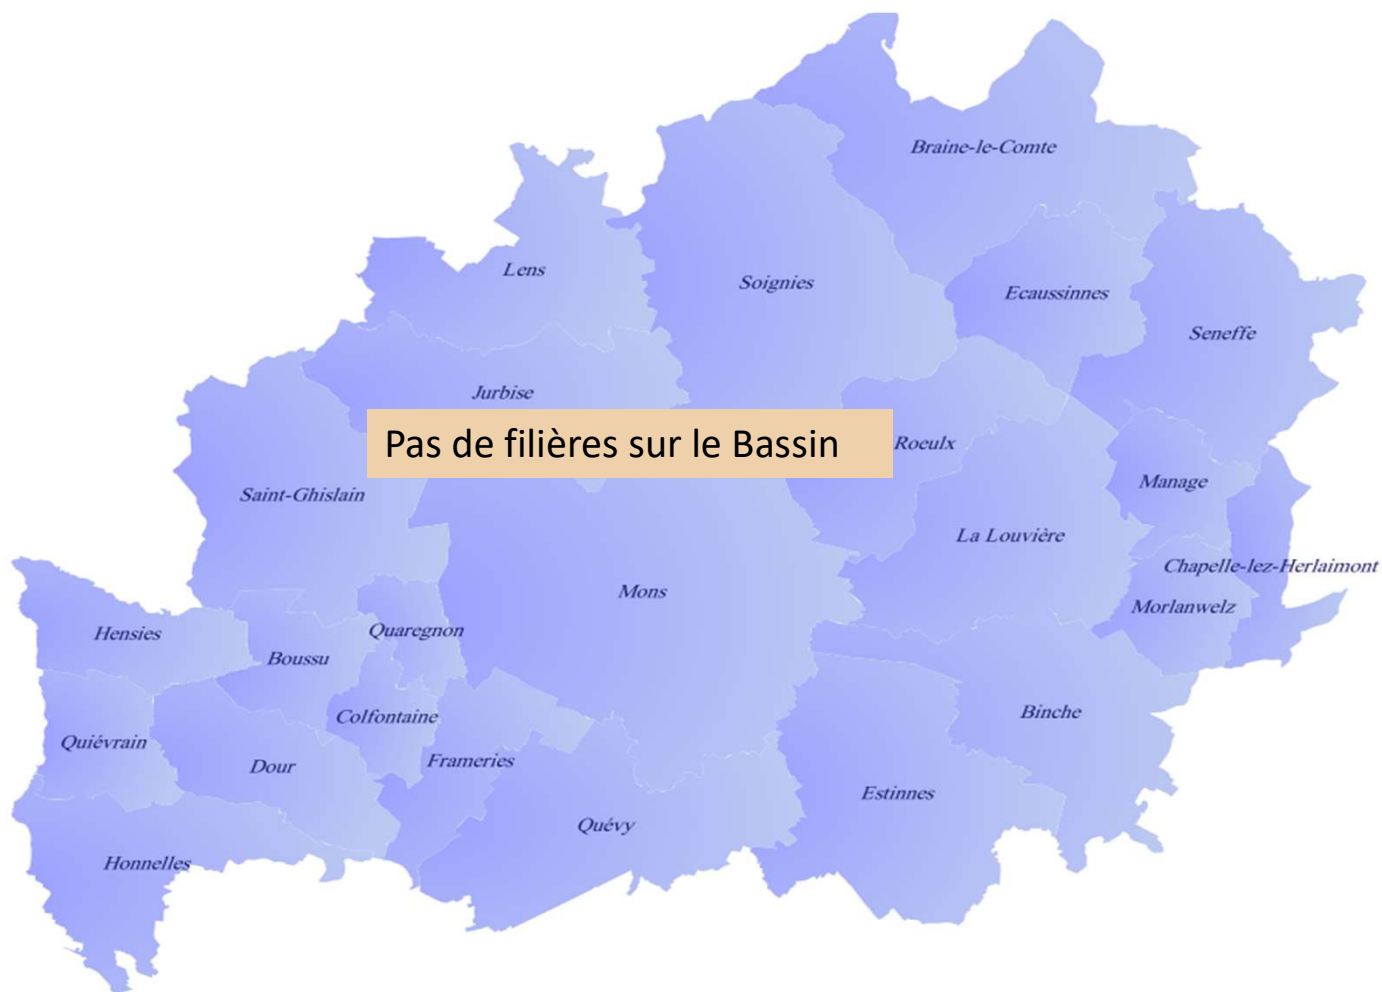 Braine-le-Comte
Lens
Soignies
Ecaussinnes
Seneffe
Jurbise
Pas de filières sur le Bassin
Roeulx
Saint-Ghislain
Manage
La Louvière
Chapelle-lez-Herlaimont
Mons
Morlanwelz
Hensies
Quaregnon
Boussu
Colfontaine
Binche
Quiévrain
Dour
Frameries
Estinnes
Quévy
Honnelles